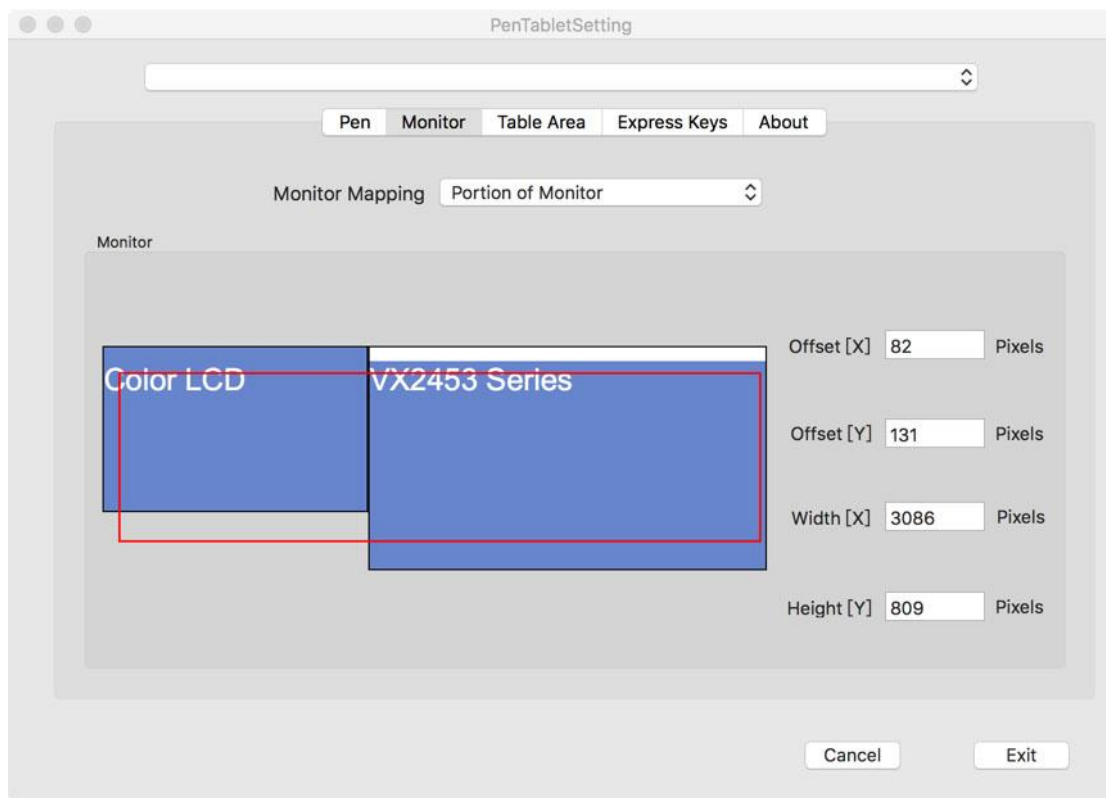 PenTabletSetting
Pen Monitor Table Area Express Keys About
Monitor Mapping Portion of Monitor
Monitor
Color LCD
VX2453 Series
Offset [X] 82 Pixels
Offset [Y] 131 Pixels
Width [X] 3086 Pixels
Height [Y] 809 Pixels
Cancel Exit